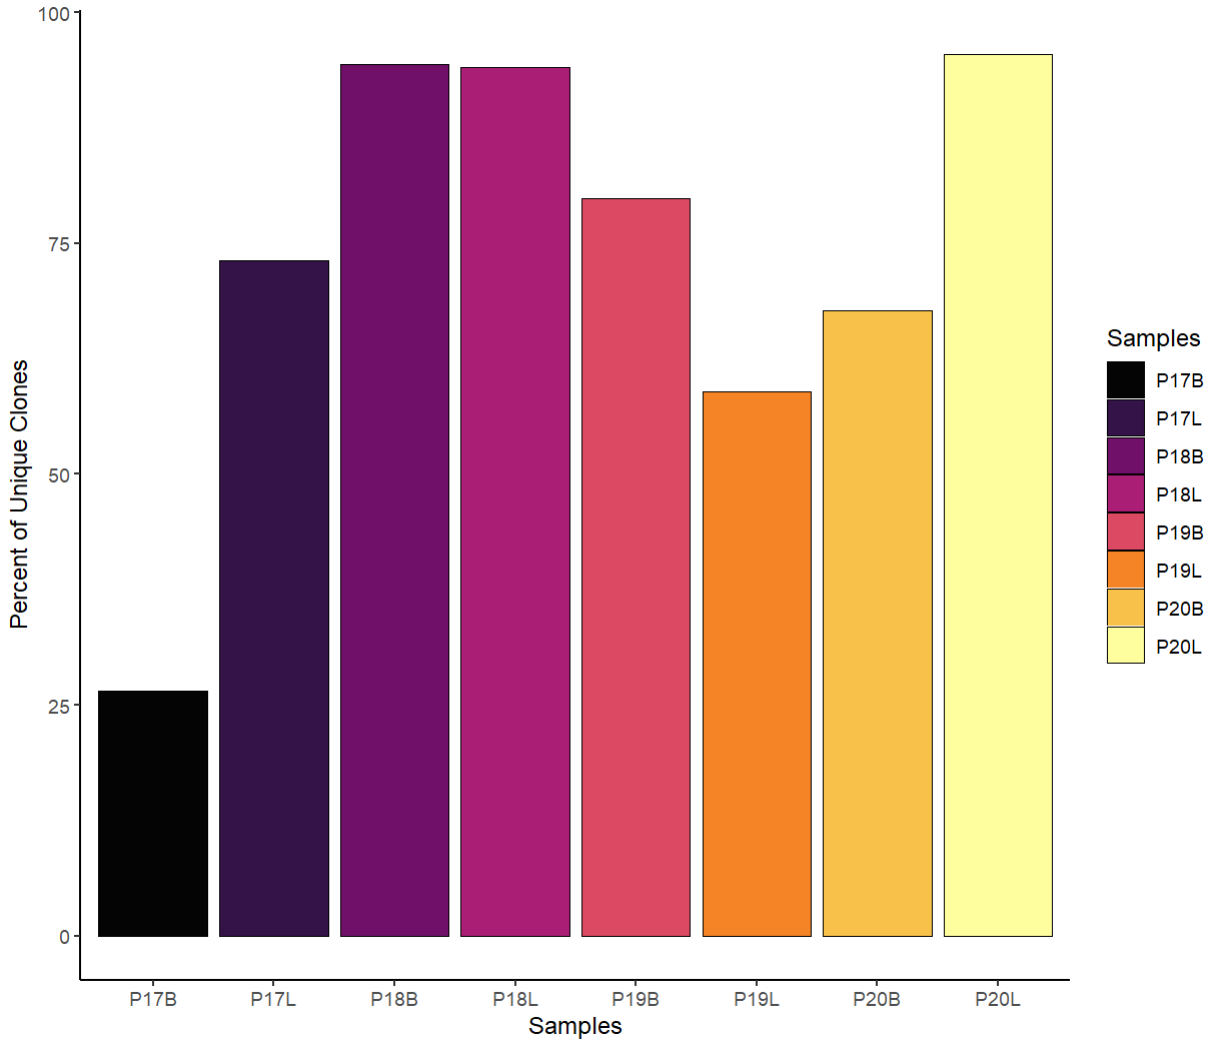 100
75
50
25
0
Percent of Unique Clones
P17B P17L P18B P18L P19B P19L P20B P20L
Samples
Samples
P17B
P17L
P18B
P18L
P19B
P19L
P20B
P20L